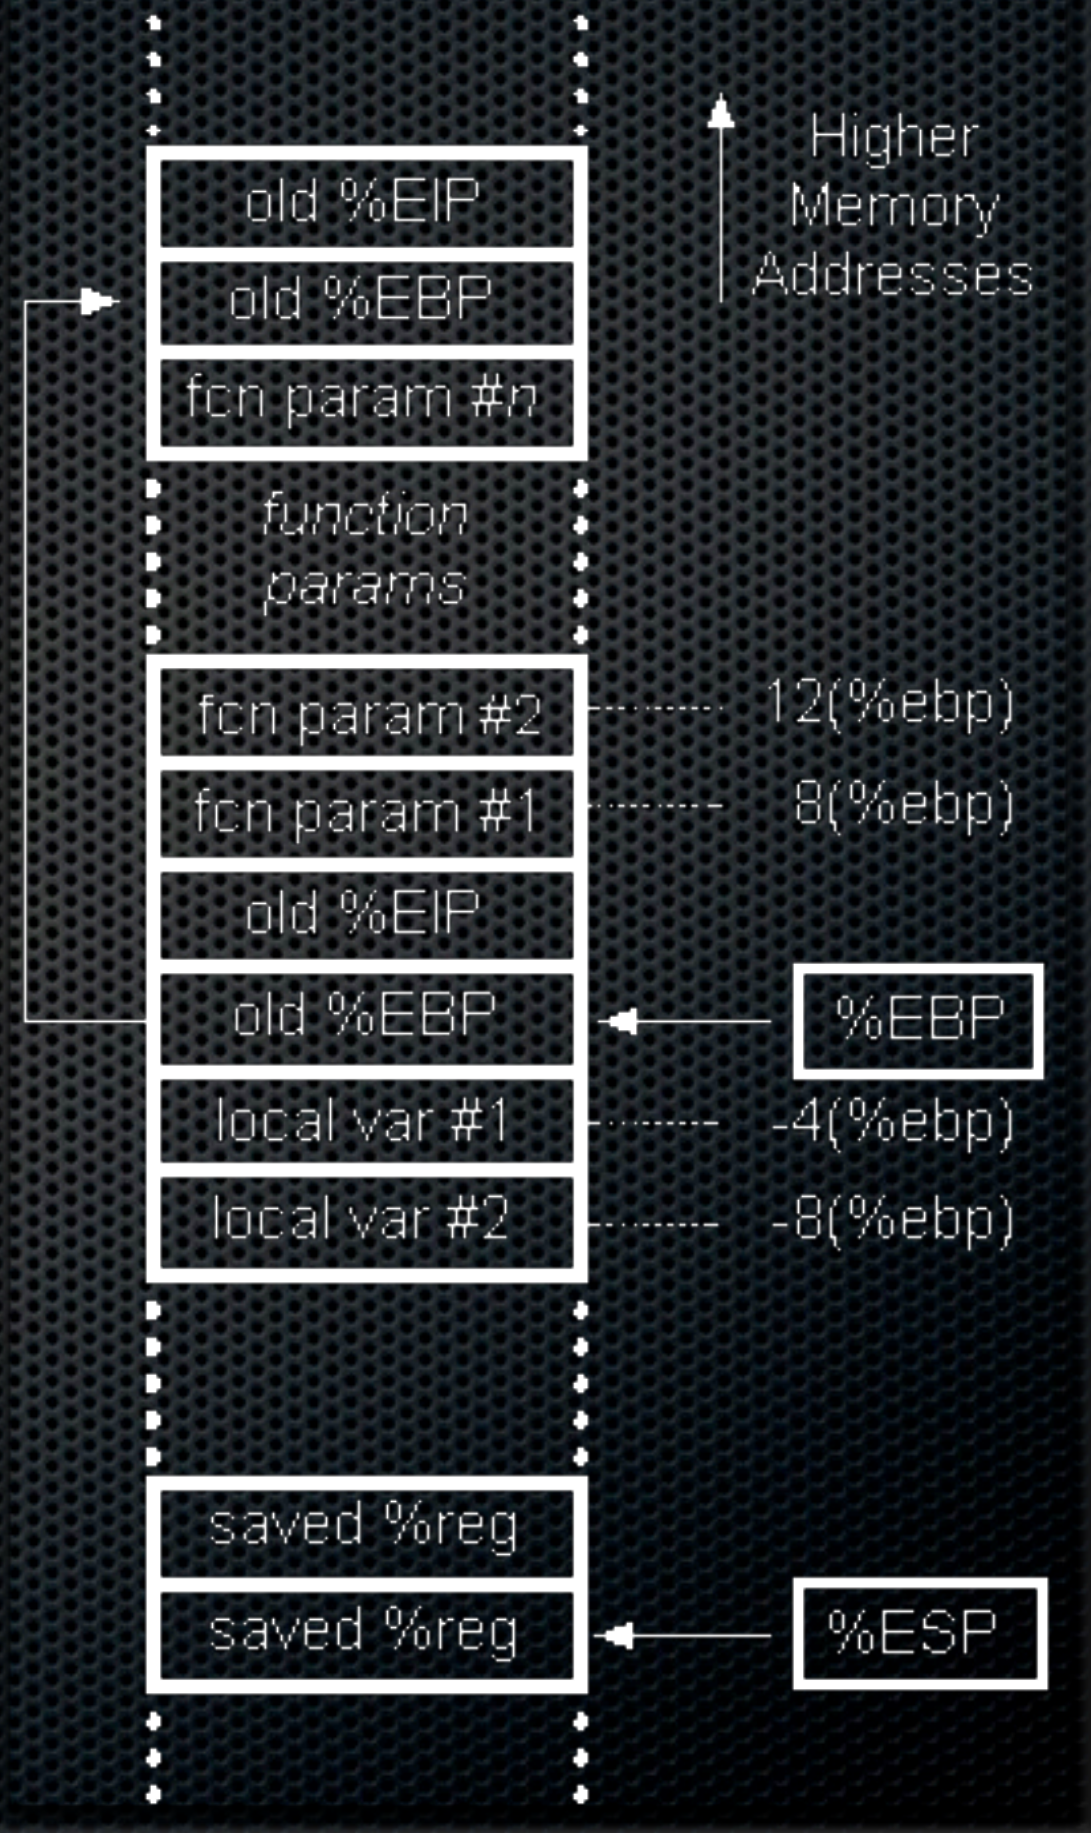 old %EIP
old %EBP
fcn param #n
function
params
fcn param #2
fcn param #1
old %EIP
old %EBP
local var #1
local var #2
saved %reg
saved %reg
Higher
Memory
Addresses
12(%ebp)
8(%ebp)
%EBP
-4(%ebp)
-8(%ebp)
%ESP